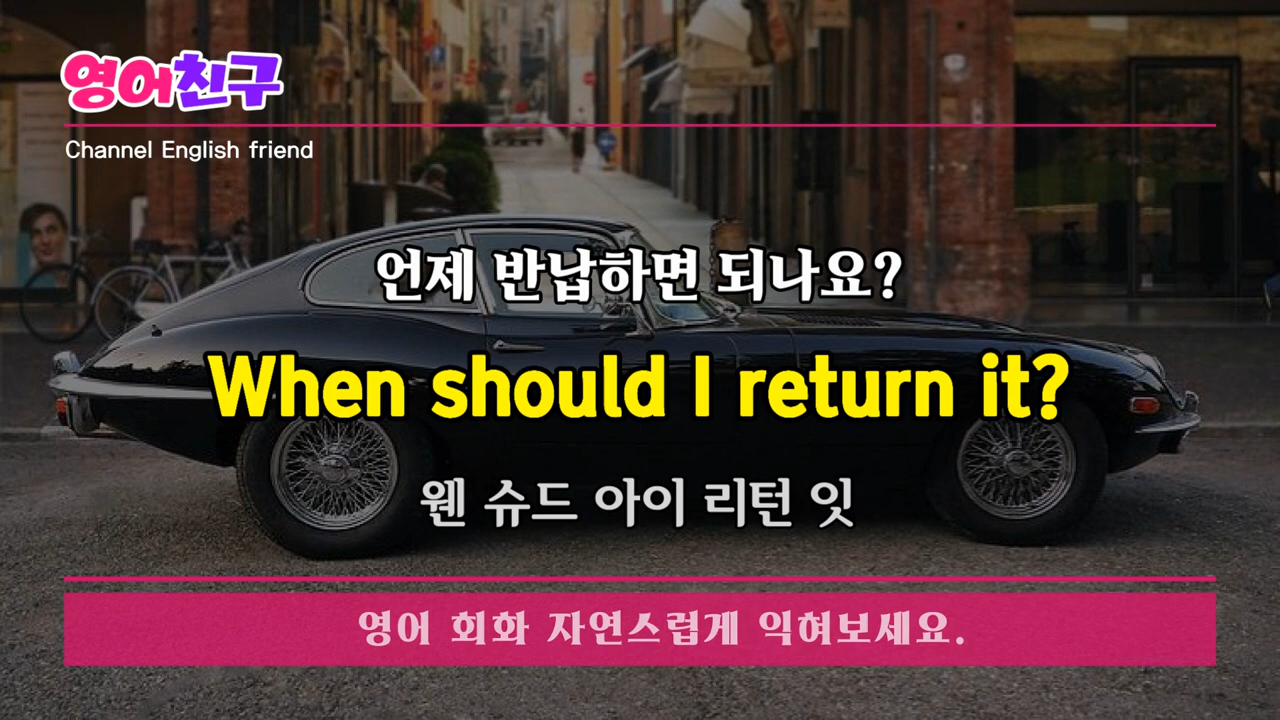 영어친구
Channel English friend
언제 반납하면 되나요?
When should I return it?
웬 슈드 아이 리턴 잇
영어 회화 자연스럽게 익혀보세요.